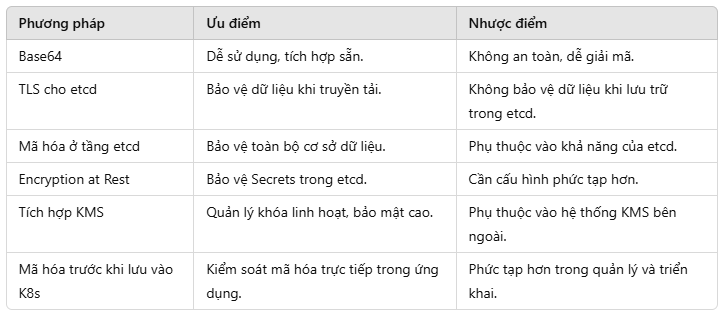 Phương pháp Ưu điểm Nhược điểm
Base64 Dễ sử dụng, tích hợp sẵn. Không an toàn, dễ giải mã.
TLS cho etcd Bảo vệ dữ liệu khi truyền tải. Không bảo vệ dữ liệu khi lưu trữ
trong etcd.
Mã hóa ở tầng etcd Bảo vệ toàn bộ cơ sở dữ liệu. Phụ thuộc vào khả năng của etcd.
Encryption at Rest Bảo vệ Secrets trong etcd. Cần cấu hình phức tạp hơn.
Tích hợp KMS Quản lý khóa linh hoạt, bảo mật cao. Phụ thuộc vào hệ thống KMS bên
ngoài.
Mã hóa trước khi lưu vào Kiểm soát mã hóa trực tiếp trong ứng Phức tạp hơn trong quản lý và triển
K8s dụng. khai.